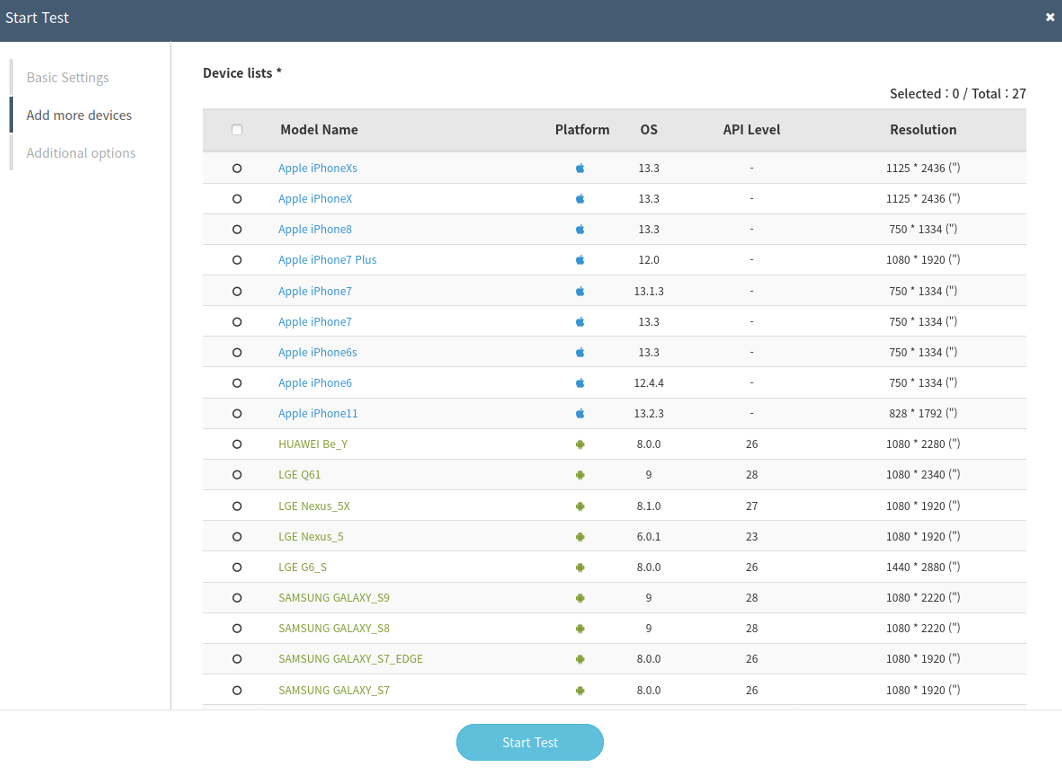 Start Test
Basic Settings
Add more devices
Additional options
Device lists *
Selected : 0 / Total : 27
Model Name Platform OS API Level Resolution
Apple iPhoneXs 13.3 - 1125 * 2436 (")
Apple iPhoneX 13.3 - 1125 * 2436 (")
Apple iPhone8 13.3 - 750 * 1334 (")
Apple iPhone7 Plus 12.0 - 1080 * 1920 (")
Apple iPhone7 13.1.3 - 750 * 1334 (")
Apple iPhone7 13.3 - 750 * 1334 (")
Apple iPhone6s 13.3 - 750 * 1334 (")
Apple iPhone6 12.4.4 - 750 * 1334 (")
Apple iPhone11 13.2.3 - 828 * 1792 (")
HUAWEI Be_Y 8.0.0 26 1080 * 2280 (")
LGE Q61 9 28 1080 * 2340 (")
LGE Nexus_5X 8.1.0 27 1080 * 1920 (")
LGE Nexus_5 6.0.1 23 1080 * 1920 (")
LGE G6_S 8.0.0 26 1440 * 2880 (")
SAMSUNG GALAXY_S9 9 28 1080 * 2220 (")
SAMSUNG GALAXY_S8 9 28 1080 * 2220 (")
SAMSUNG GALAXY_S7_EDGE 8.0.0 26 1080 * 1920 (")
SAMSUNG GALAXY_S7 8.0.0 26 1080 * 1920 (")
Start Test